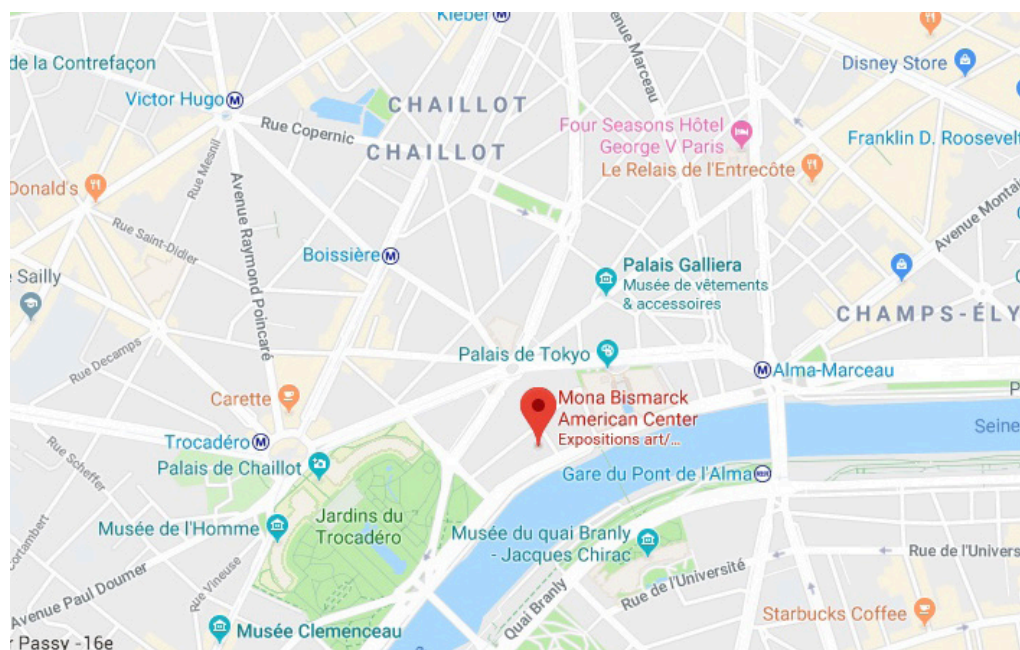 Kléber
de la Contrefaçon
Avenue Marceau
Disney Store
Victor Hugo
CHAILLOT
Rue Copernic
Four Seasons Hôtel
George V Paris
Franklin D. Roosevelt
CHAILLOT
Rue Mesnil
Le Relais de l'Entrecôte
Donald's
Avenue Raymond Poincaré
Rue Saint-Didier
Avenue Montai
Boissière
Palais Galliera
Musée de vêtements
& accessoires
Sailly
CHAMPS-ÉLY
Palais de Tokyo
Rue Decamps
Alma-Marceau
Carette
Mona Bismarck
American Center
Expositions art/...
P
Seine
Trocadéro
Palais de Chaillot
Gare du Pont de l'Alma
Rue Scheffer
Jardins du
Trocadéro
Musée de l'Homme
Musée du quai Branly
- Jacques Chirac
Cortambert
Rue de l'Univers
Rue de l'Université
Avenue Paul Doumer
Rue Vineuse
Quai Branly
Starbucks Coffee
Musée Clemenceau
r Passy -16e